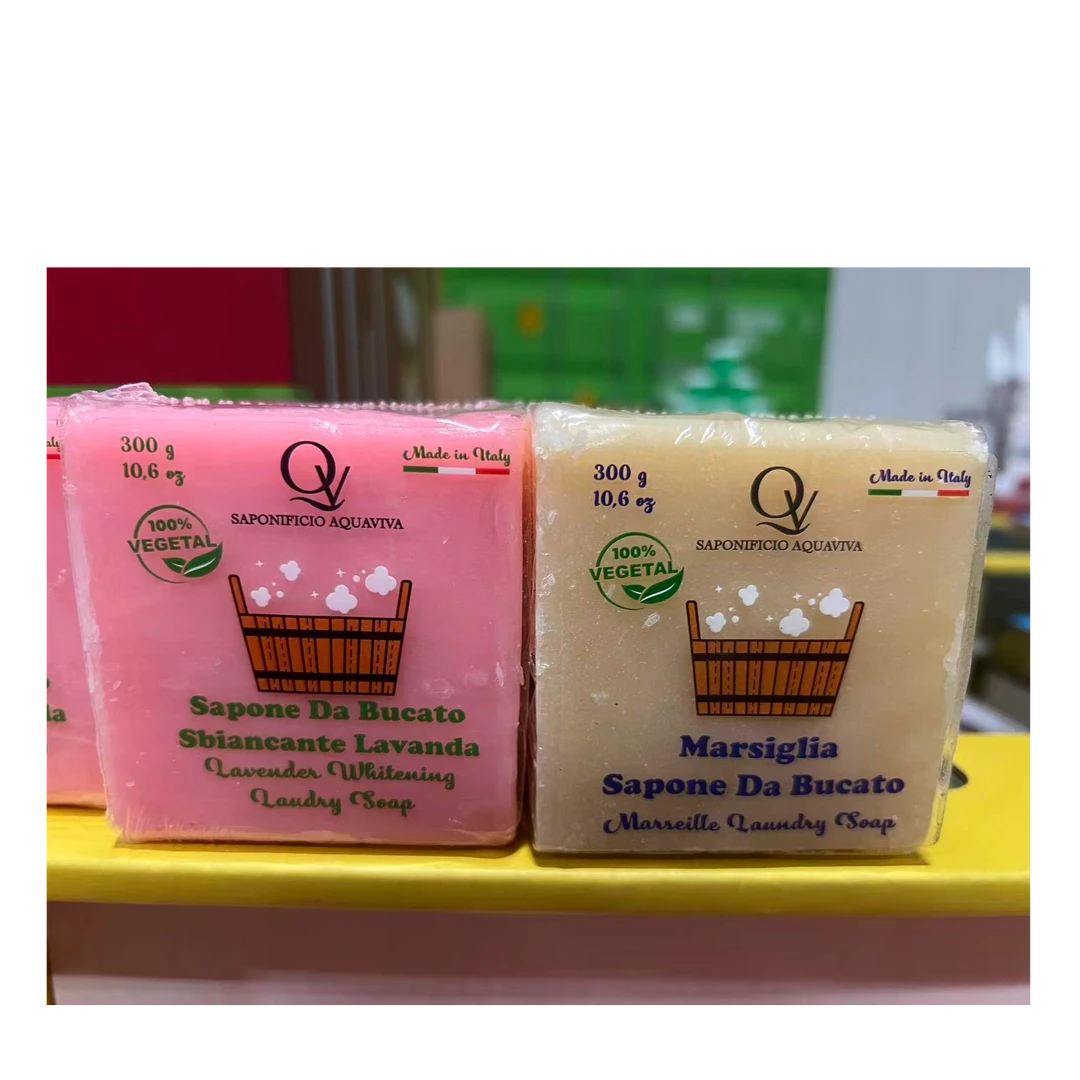 300 g
10,6 oz
QV
SAPONIFICIO AQUAVIVA
Made in Italy
100%
VEGETAL
Sapone Da Bucato
Sbiancante Lavanda
Lavender Whitening
Laudry Soap
300 g
10,6 oz
QV
SAPONIFICIO AQUAVIVA
Made in Italy
100%
VEGETAL
Marsiglia
Sapone Da Bucato
Marseille Laundry Soap